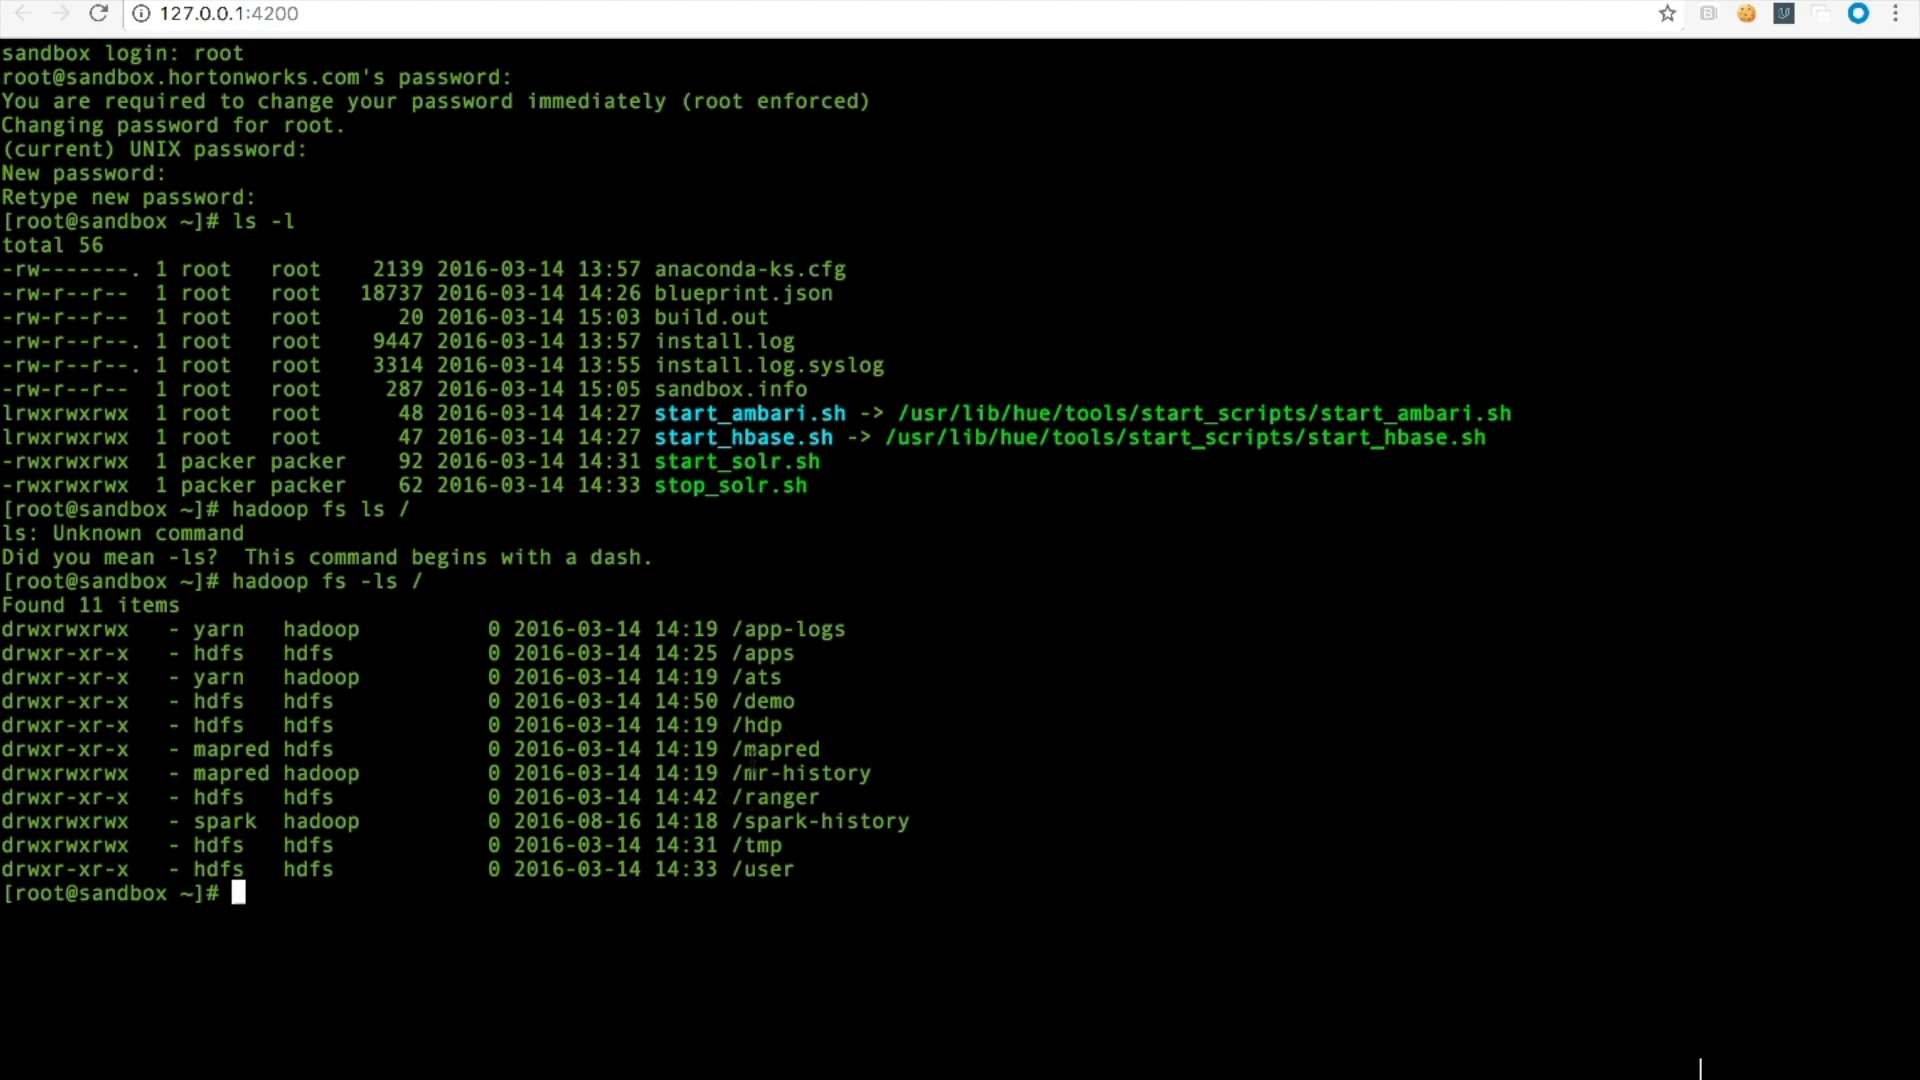 127.0.0.1:4200
sandbox login: root
root@sandbox.hortonworks.com's password:
You are required to change your password immediately (root enforced)
Changing password for root.
(current) UNIX password:
New password:
Retype new password:
[root@sandbox ~]# ls -l
total 56
-rw-------. 1 root   root    2139 2016-03-14 13:57 anaconda-ks.cfg
-rw-r--r--  1 root   root   18737 2016-03-14 14:26 blueprint.json
-rw-r--r--  1 root   root      20 2016-03-14 15:03 build.out
-rw-r--r--. 1 root   root    9447 2016-03-14 13:57 install.log
-rw-r--r--. 1 root   root    3314 2016-03-14 13:55 install.log.syslog
-rw-r--r--  1 root   root     287 2016-03-14 15:05 sandbox.info
lrwxrwxrwx  1 root   root      48 2016-03-14 14:27 start_ambari.sh -> /usr/lib/hue/tools/start_scripts/start_ambari.sh
lrwxrwxrwx  1 root   root      47 2016-03-14 14:27 start_hbase.sh -> /usr/lib/hue/tools/start_scripts/start_hbase.sh
-rwxrwxrwx  1 packer packer    92 2016-03-14 14:31 start_solr.sh
-rwxrwxrwx  1 packer packer    62 2016-03-14 14:33 stop_solr.sh
[root@sandbox ~]# hadoop fs ls /
ls: Unknown command
Did you mean -ls?  This command begins with a dash.
[root@sandbox ~]# hadoop fs -ls /
Found 11 items
drwxrwxrwx   - yarn   hadoop          0 2016-03-14 14:19 /app-logs
drwxr-xr-x   - hdfs   hdfs            0 2016-03-14 14:25 /apps
drwxr-xr-x   - yarn   hadoop          0 2016-03-14 14:19 /ats
drwxr-xr-x   - hdfs   hdfs            0 2016-03-14 14:50 /demo
drwxr-xr-x   - hdfs   hdfs            0 2016-03-14 14:19 /hdp
drwxr-xr-x   - mapred hdfs            0 2016-03-14 14:19 /mapred
drwxrwxrwx   - mapred hadoop          0 2016-03-14 14:19 /mr-history
drwxr-xr-x   - hdfs   hdfs            0 2016-03-14 14:42 /ranger
drwxrwxrwx   - spark  hadoop          0 2016-08-16 14:18 /spark-history
drwxrwxrwx   - hdfs   hdfs            0 2016-03-14 14:31 /tmp
drwxr-xr-x   - hdfs   hdfs            0 2016-03-14 14:33 /user
[root@sandbox ~]#